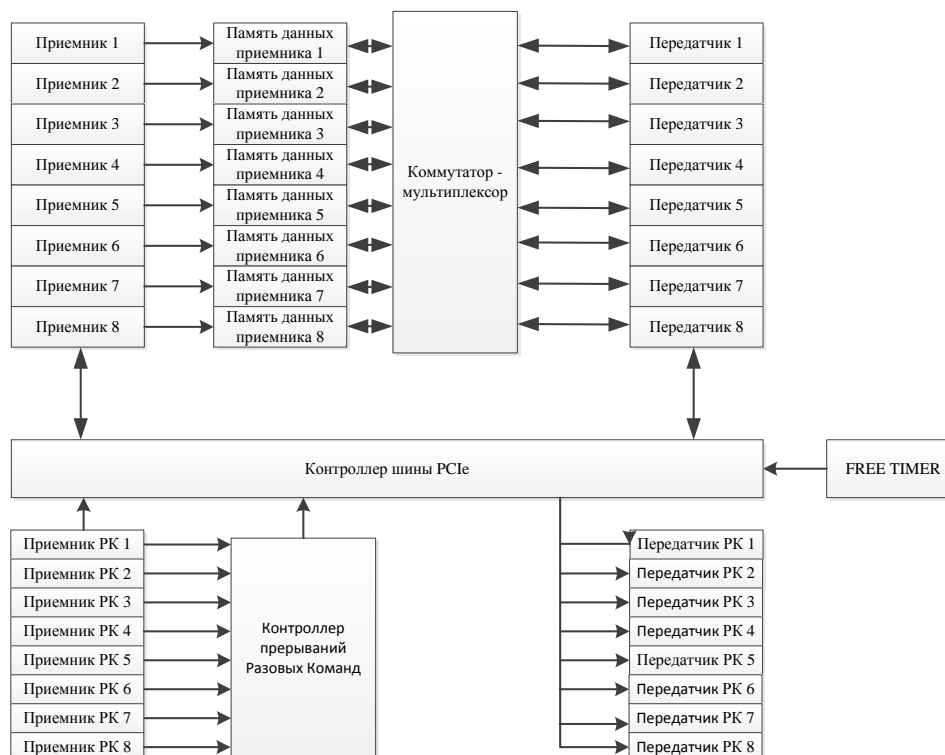 Приемник 1
Память данных
приемника 1
Передатчик 1
Приемник 2
Память данных
приемника 2
Передатчик 2
Приемник 3
Память данных
приемника 3
Передатчик 3
Приемник 4
Память данных
приемника 4
Передатчик 4
Коммутатор -
мультиплексор
Приемник 5
Память данных
приемника 5
Передатчик 5
Приемник 6
Память данных
приемника 6
Передатчик 6
Приемник 7
Память данных
приемника 7
Передатчик 7
Приемник 8
Память данных
приемника 8
Передатчик 8
Контроллер шины PCIe
FREE TIMER
Приемник РК 1
Приемник РК 2
Приемник РК 3
Приемник РК 4
Приемник РК 5
Приемник РК 6
Приемник РК 7
Приемник РК 8
Контроллер
прерываний
Разовых Команд
Передатчик РК 1
Передатчик РК 2
Передатчик РК 3
Передатчик РК 4
Передатчик РК 5
Передатчик РК 6
Передатчик РК 7
Передатчик РК 8